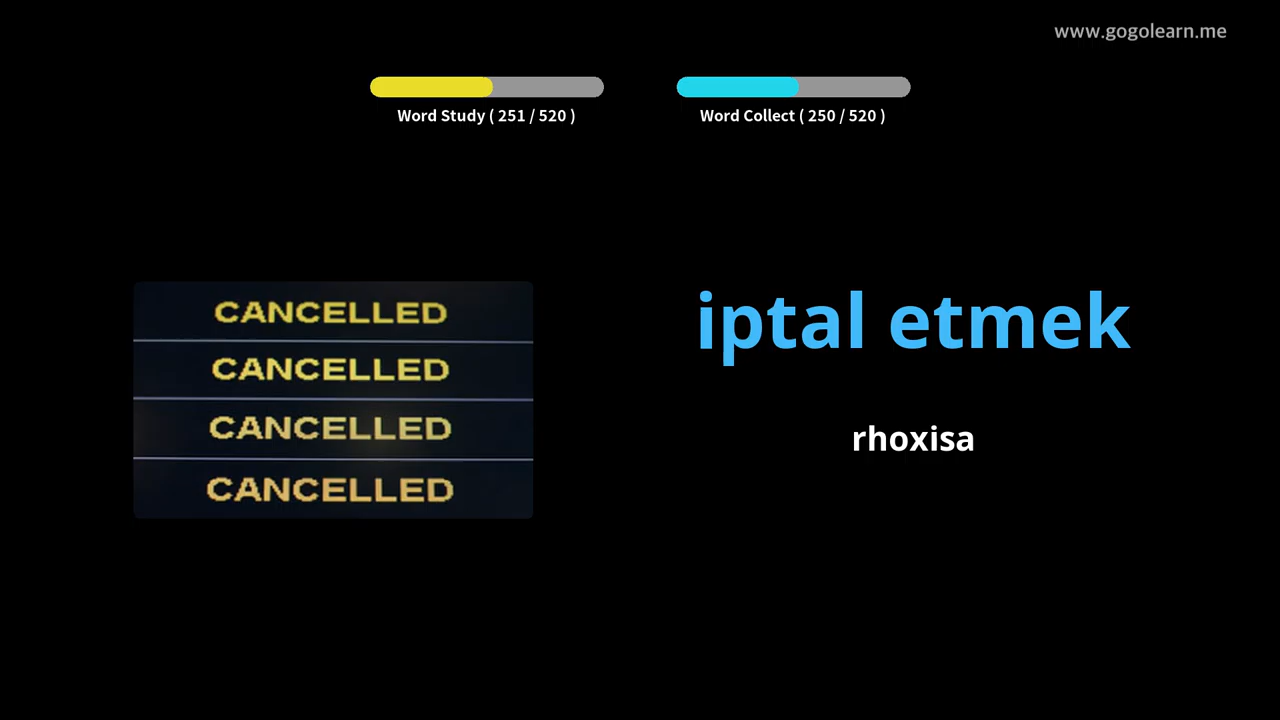 www.gogolearn.me
Word Study ( 251 / 520 )
Word Collect ( 250 / 520 )
CANCELLED
CANCELLED
CANCELLED
CANCELLED
iptal etmek
rhoxisa